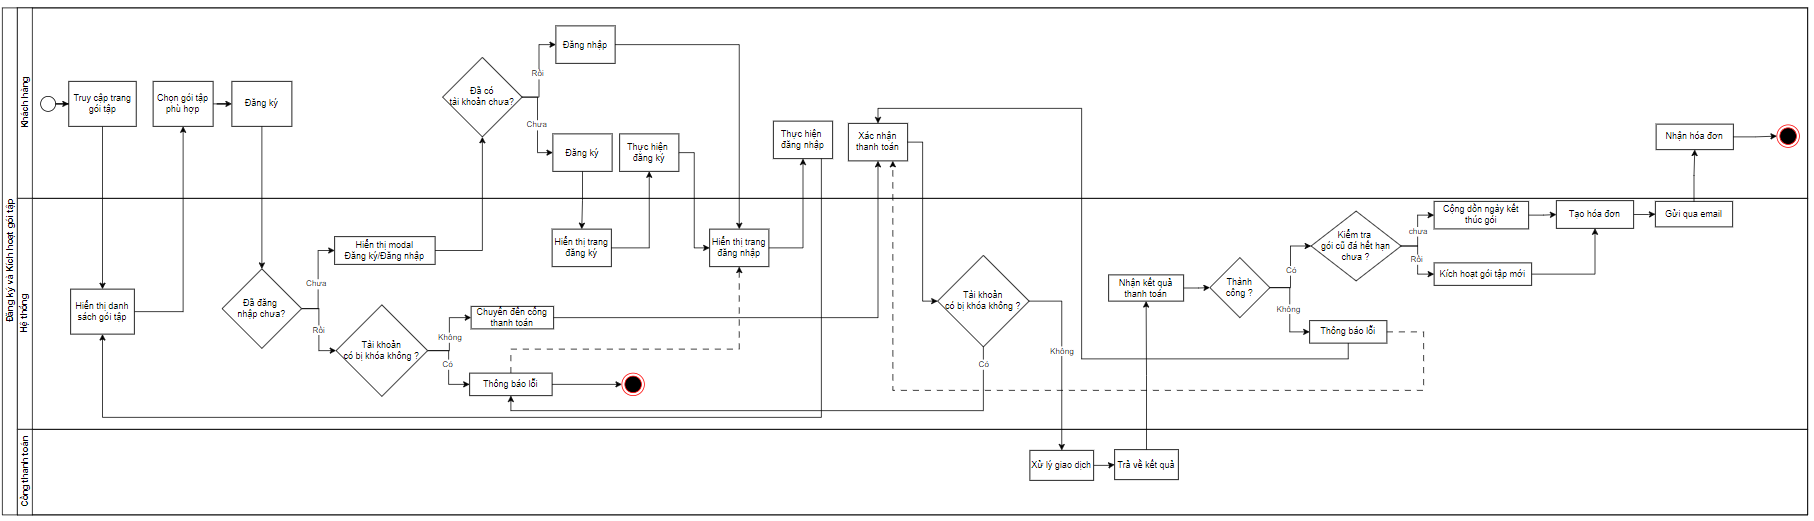 Đăng ký và Kích hoạt gói tập
Khách hàng
Truy cập trang
gói tập
Chọn gói tập
phù hợp
Đăng ký
Đã có
tài khoản chưa?
Rồi
Đăng nhập
Chưa
Đăng ký
Thực hiện
đăng ký
Thực hiện
đăng nhập
Xác nhận
thanh toán
Nhận hóa đơn
Hệ thống
Hiển thị danh
sách gói tập
Đã đăng
nhập chưa?
Chưa
Rồi
Hiển thị modal
Đăng ký/Đăng nhập
Tài khoản
có bị khóa không ?
Không
Có
Chuyển đến cổng
thanh toán
Thông báo lỗi
Hiển thị trang
đăng ký
Hiển thị trang
đăng nhập
Tài khoản
có bị khóa không ?
Không
Có
Nhận kết quả
thanh toán
Thành
công ?
Có
Không
Thông báo lỗi
Kiểm tra
gói cũ đã hết hạn
chưa ?
chưa
Rồi
Cộng dồn ngày kết
thúc gói
Kích hoạt gói tập mới
Tạo hóa đơn
Gửi qua email
Cổng thanh toán
Xử lý giao dịch
Trả về kết quả